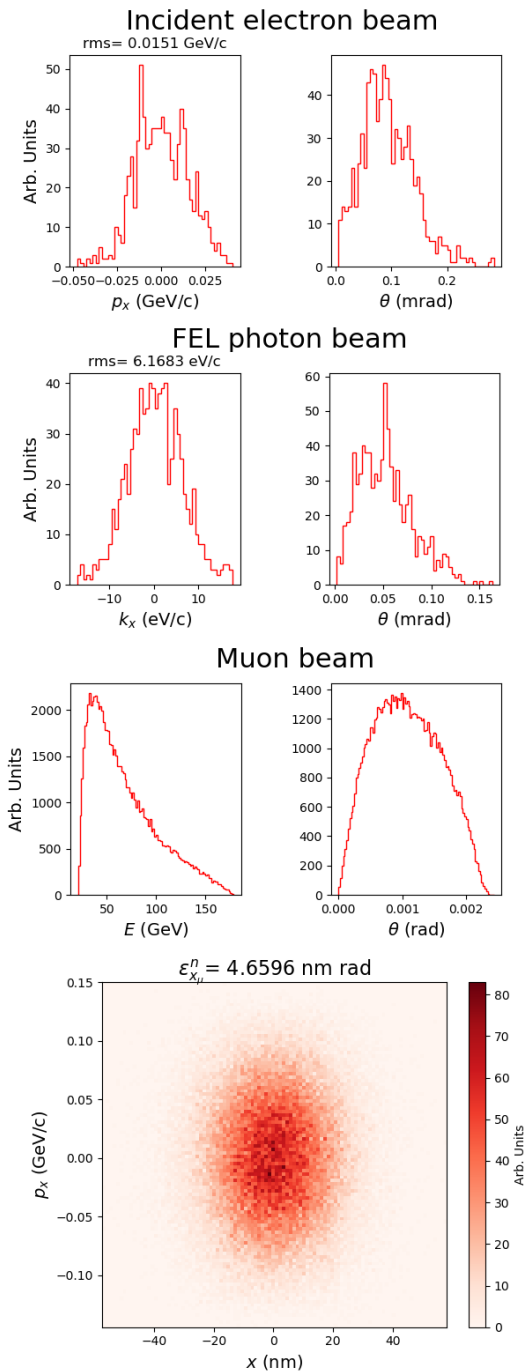 Incident electron beam
rms= 0.0151 GeV/c
50
40
30
20
10
0
Arb. Units
−0.050 −0.025 0.000 0.025
p_x (GeV/c)
40
30
20
10
0
0.0 0.1 0.2
θ (mrad)
FEL photon beam
rms= 6.1683 eV/c
40
30
20
10
0
Arb. Units
−10 0 10
k_x (eV/c)
60
50
40
30
20
10
0
0.00 0.05 0.10 0.15
θ (mrad)
Muon beam
2000
1500
1000
500
0
Arb. Units
50 100 150
E (GeV)
1400
1200
1000
800
600
400
200
0
0.000 0.001 0.002
θ (rad)
ε^n_{x_μ}= 4.6596 nm rad
0.15
0.10
0.05
0.00
−0.05
−0.10
p_x (GeV/c)
−40 −20 0 20 40
x (nm)
80
70
60
50
40
30
20
10
0
Arb. Units